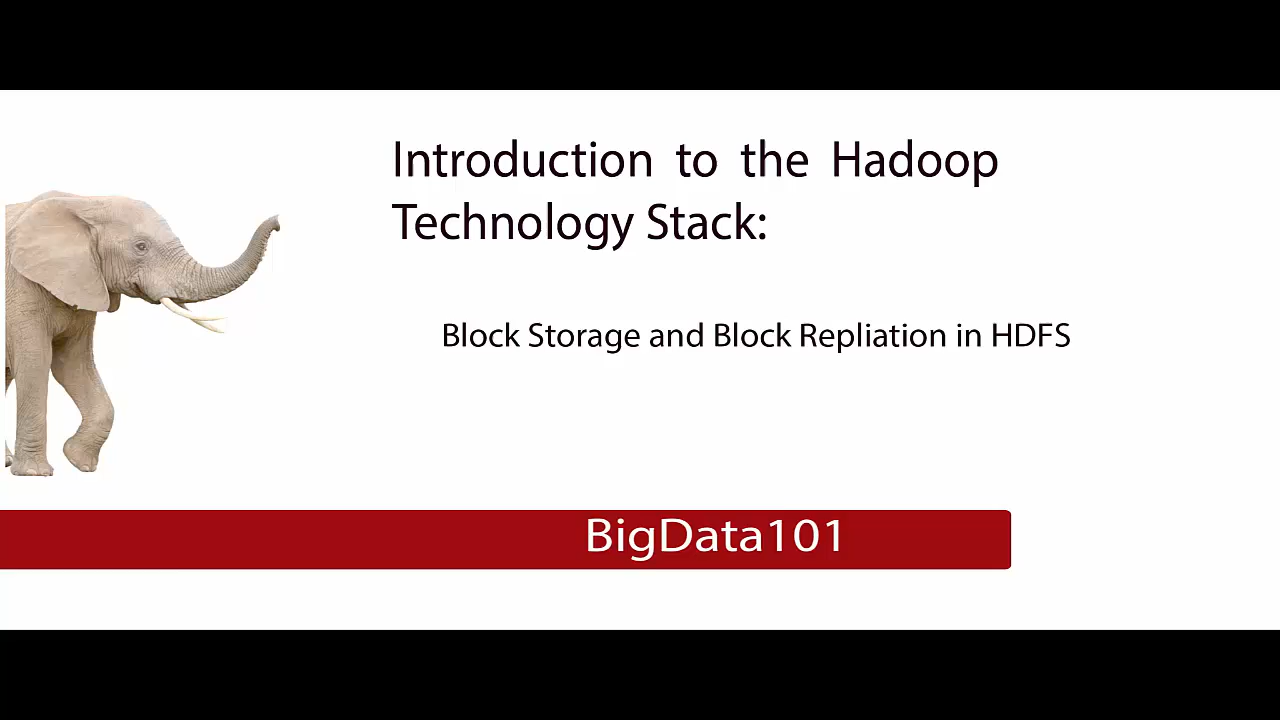 Introduction to the Hadoop
Technology Stack:
Block Storage and Block Repliation in HDFS
BigData101